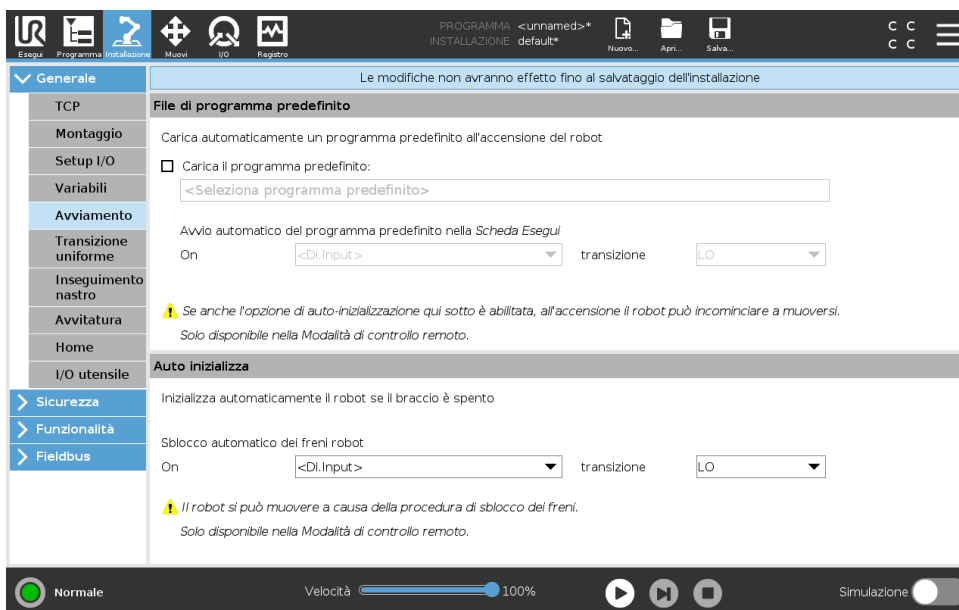 PROGRAMMA <unnamed>*
INSTALLAZIONE default*
Esegui Programma Installazione Muovi I/O Registro Nuovo... Apri... Salva...
C C
C C
Generale
Le modifiche non avranno effetto fino al salvataggio dell'installazione
TCP
Montaggio
Setup I/O
Variabili
Avviamento
Transizione
uniforme
Inseguimento
nastro
Avvitatura
Home
I/O utensile
Sicurezza
Funzionalità
Fieldbus
File di programma predefinito
Carica automaticamente un programma predefinito all'accensione del robot
Carica il programma predefinito:
<Seleziona programma predefinito>
Avvio automatico del programma predefinito nella Scheda Esegui
On <Di.Input> transizione LO
Se anche l'opzione di auto-inizializzazione qui sotto è abilitata, all'accensione il robot può incominciare a muoversi.
Solo disponibile nella Modalità di controllo remoto.
Auto inizializza
Inizializza automaticamente il robot se il braccio è spento
Sblocco automatico dei freni robot
On <Di.Input> transizione LO
Il robot si può muovere a causa della procedura di sblocco dei freni.
Solo disponibile nella Modalità di controllo remoto.
Normale Velocità 100% Simulazione